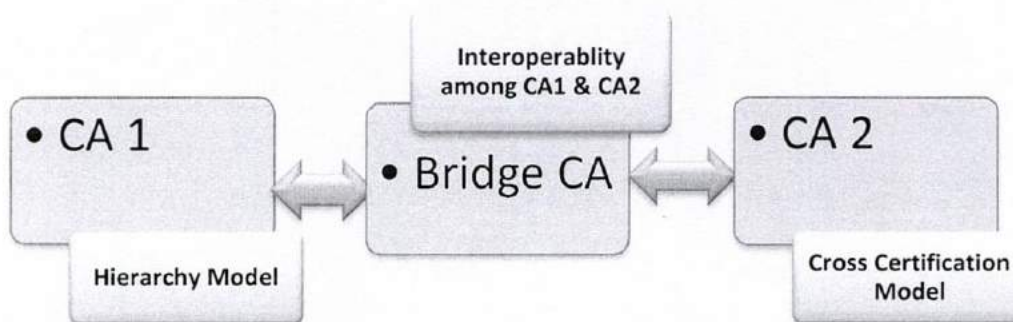 • CA 1
Hierarchy Model
Interoperablity
among CA1 & CA2
• Bridge CA
• CA 2
Cross Certification
Model